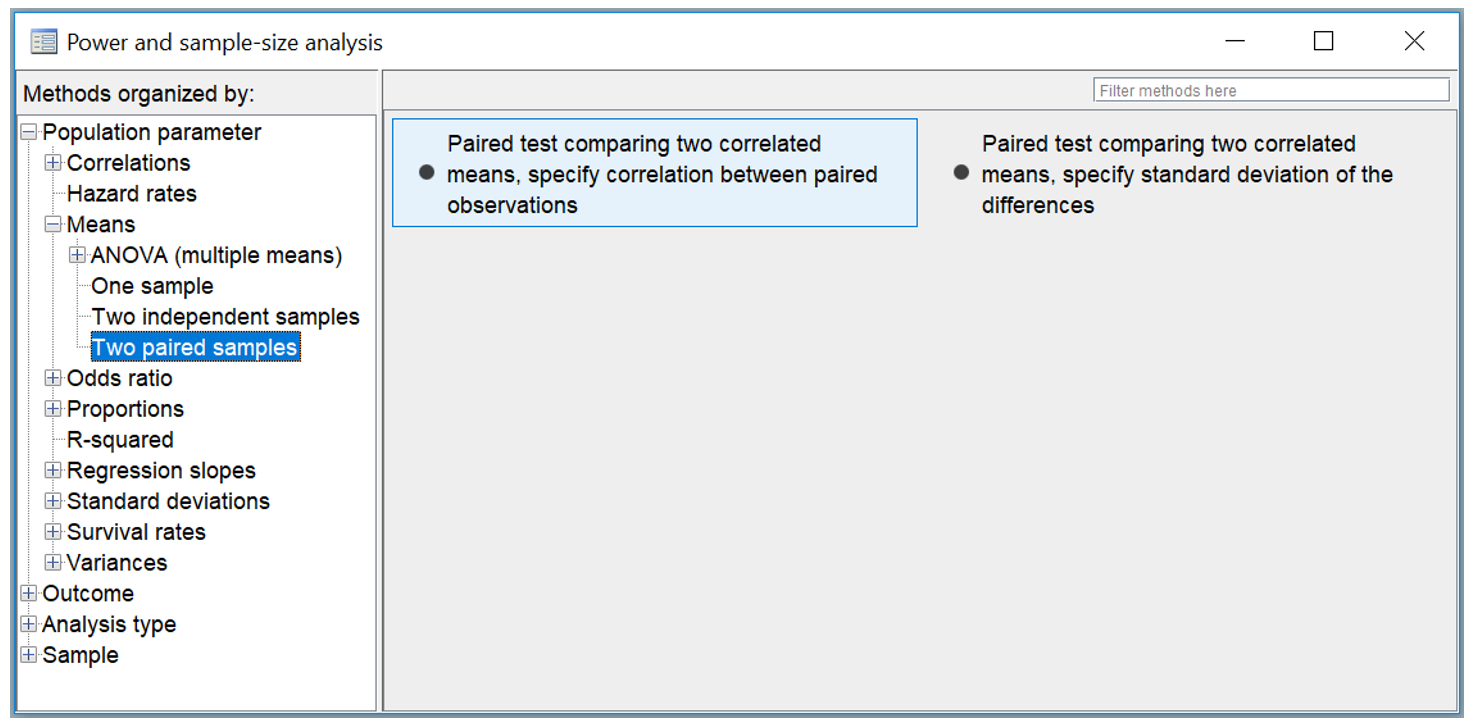 Power and sample-size analysis
Methods organized by:
Filter methods here
Population parameter
Correlations
Hazard rates
Means
ANOVA (multiple means)
One sample
Two independent samples
Two paired samples
Odds ratio
Proportions
R-squared
Regression slopes
Standard deviations
Survival rates
Variances
Outcome
Analysis type
Sample
Paired test comparing two correlated
means, specify correlation between paired
observations
Paired test comparing two correlated
means, specify standard deviation of the
differences